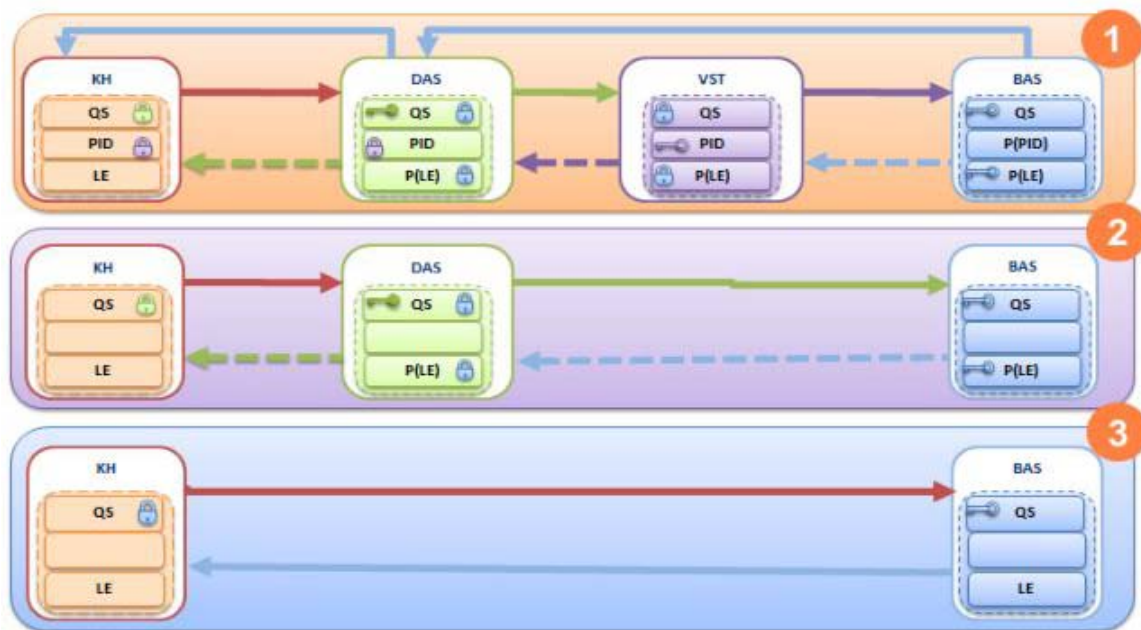 1
KH DAS VST BAS
QS QS QS QS
PID PID PID P(PID)
LE P(LE) P(LE) P(LE)
2
KH DAS BAS
QS QS QS
LE P(LE) P(LE)
3
KH BAS
QS QS
LE LE